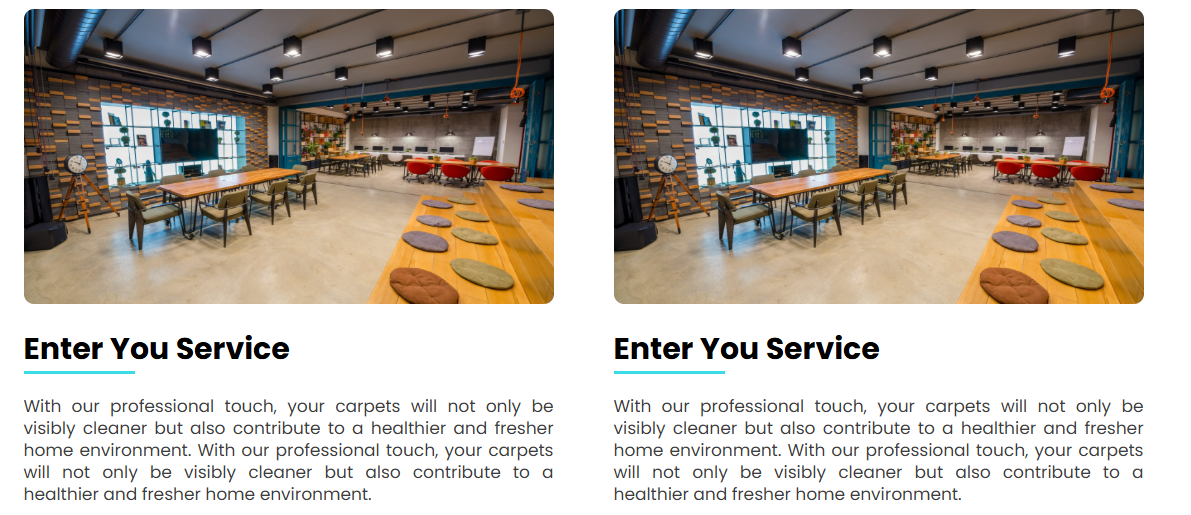 Enter You Service
With our professional touch, your carpets will not only be
visibly cleaner but also contribute to a healthier and fresher
home environment. With our professional touch, your carpets
will not only be visibly cleaner but also contribute to a
healthier and fresher home environment.
Enter You Service
With our professional touch, your carpets will not only be
visibly cleaner but also contribute to a healthier and fresher
home environment. With our professional touch, your carpets
will not only be visibly cleaner but also contribute to a
healthier and fresher home environment.